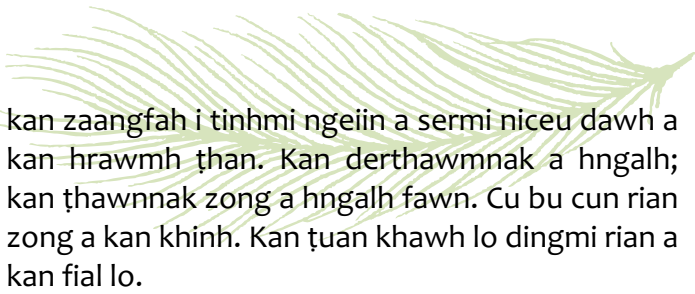 kan zaangfah i tinhmi ngeiin a sermi niceu dawh a
kan hrawmh ṭhan. Kan derthawmnak a hngalh;
kan ṭhawnnak zong a hngalh fawn. Cu bu cun rian
zong a kan khinh. Kan ṭuan khawh lo dingmi rian a
kan fial lo.